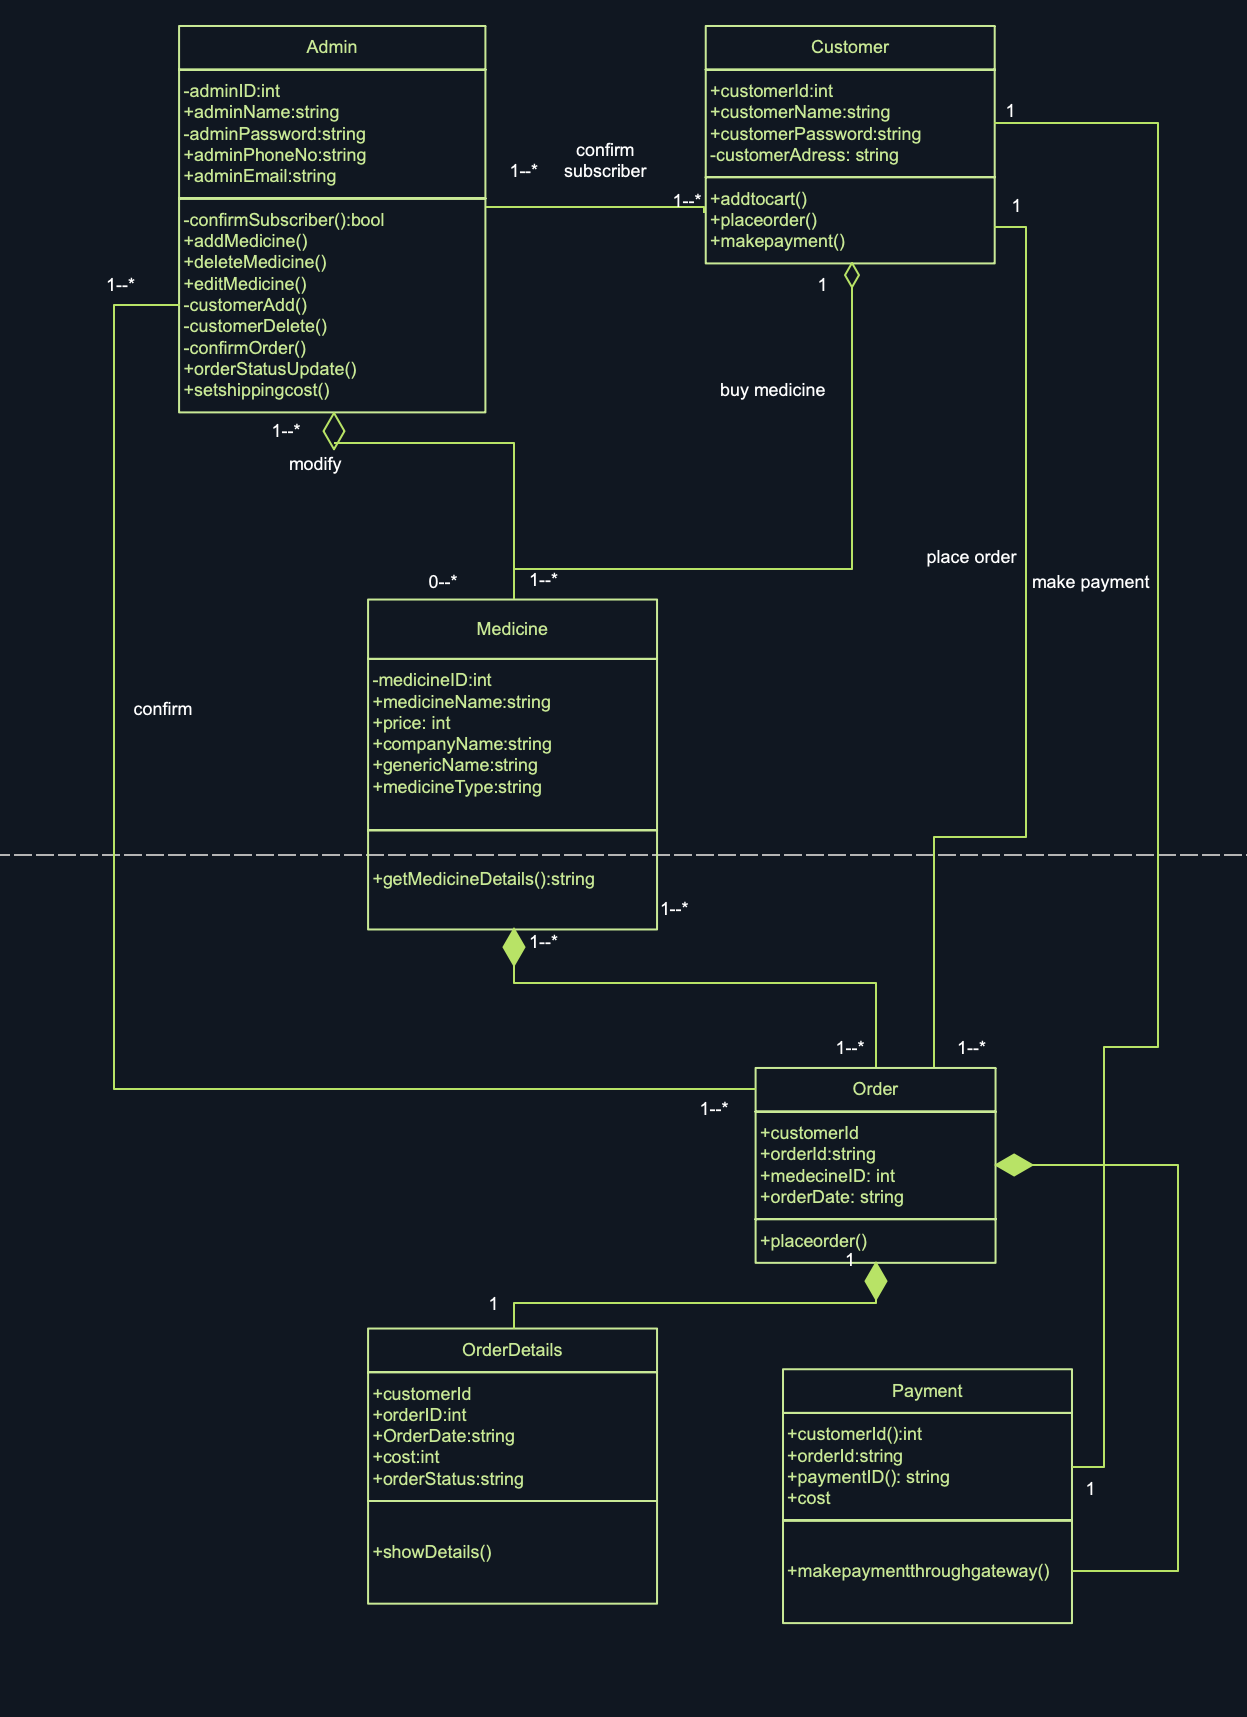 Admin
-adminID:int
+adminName:string
-adminPassword:string
+adminPhoneNo:string
+adminEmail:string
-confirmSubscriber():bool
+addMedicine()
+deleteMedicine()
+editMedicine()
-customerAdd()
-customerDelete()
-confirmOrder()
+orderStatusUpdate()
+setshippingcost()
1--*
confirm
subscriber
1--*
Customer
+customerId:int
+customerName:string
+customerPassword:string
-customerAdress: string
+addtocart()
+placeorder()
+makepayment()
1
1
1--*
1
buy medicine
1--*
modify
place order
make payment
0--*
1--*
Medicine
-medicineID:int
+medicineName:string
+price: int
+companyName:string
+genericName:string
+medicineType:string
+getMedicineDetails():string
confirm
1--*
1--*
1--*
1--*
1--*
Order
+customerId
+orderId:string
+medecineID: int
+orderDate: string
+placeorder()
1
1
OrderDetails
+customerId
+orderID:int
+OrderDate:string
+cost:int
+orderStatus:string
+showDetails()
Payment
+customerId():int
+orderId:string
+paymentID(): string
+cost
+makepaymentthroughgateway()
1